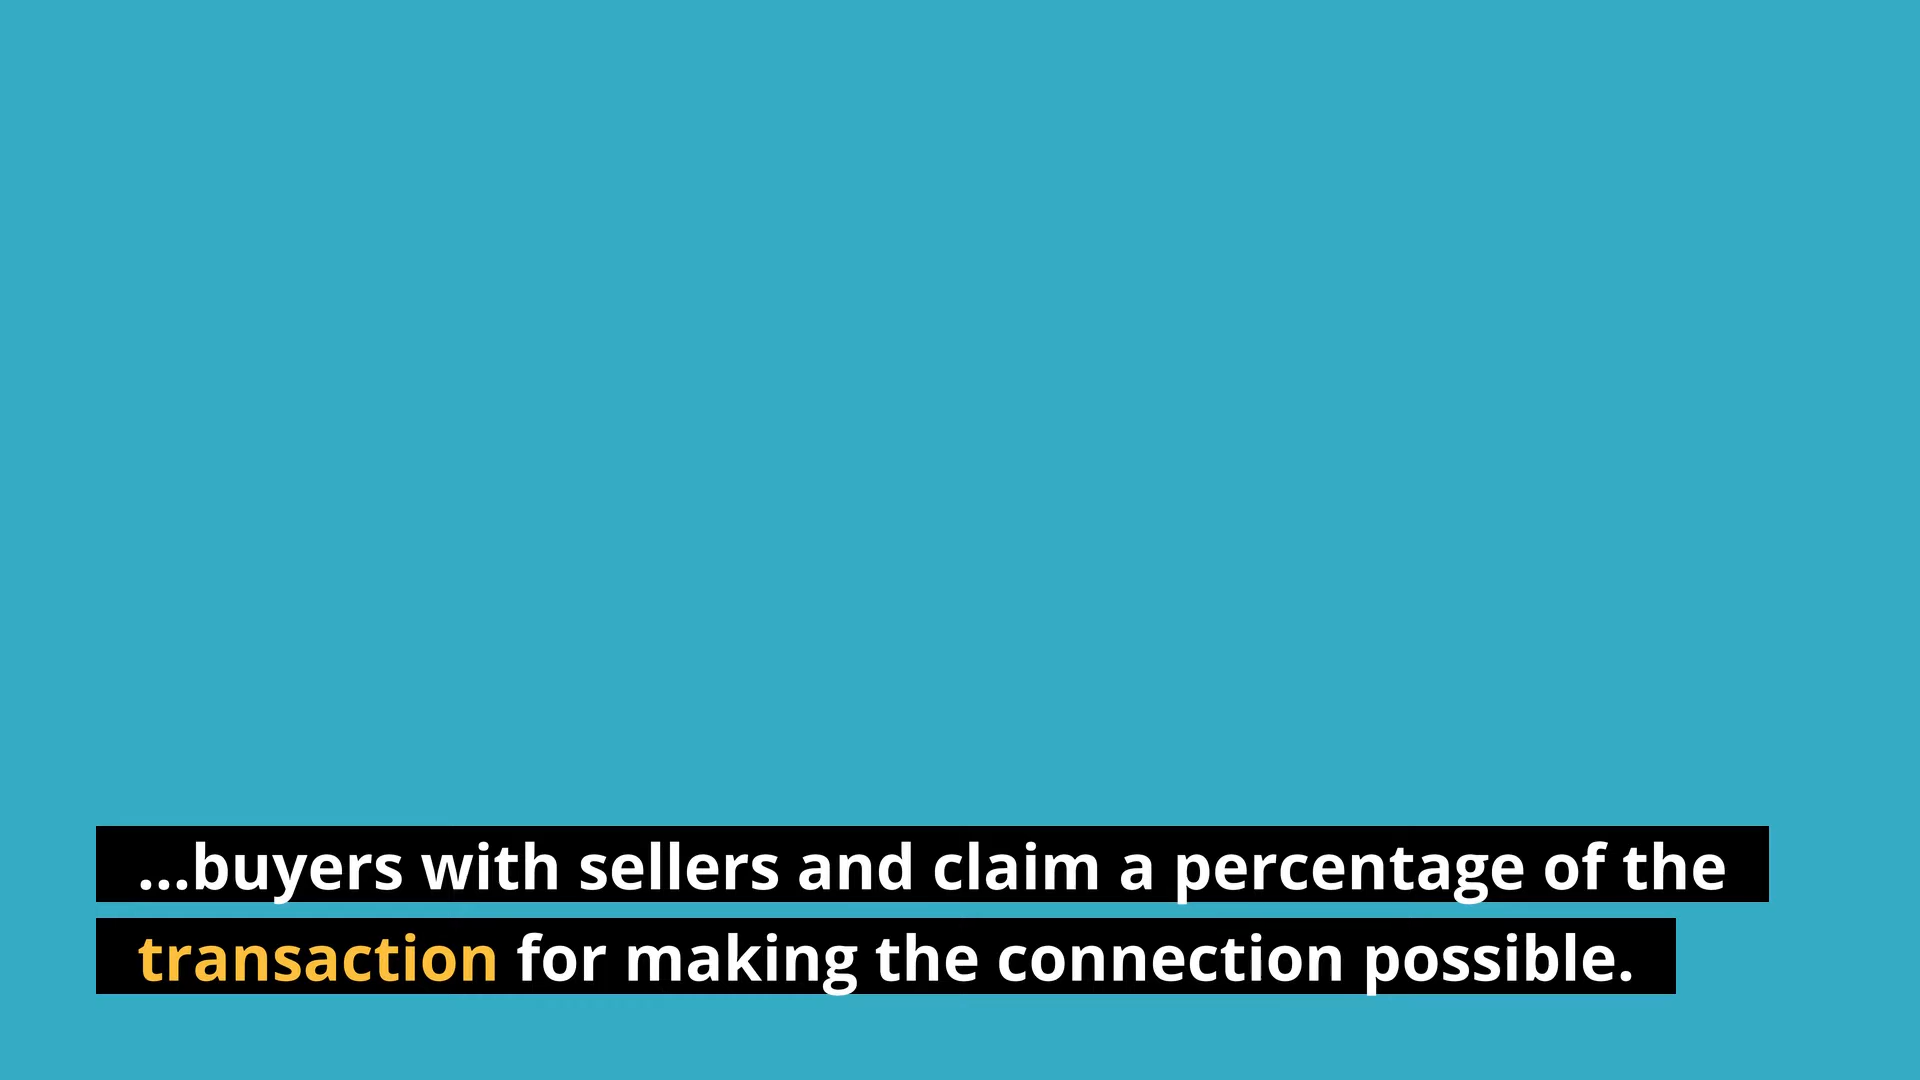 ...buyers with sellers and claim a percentage of the
transaction for making the connection possible.